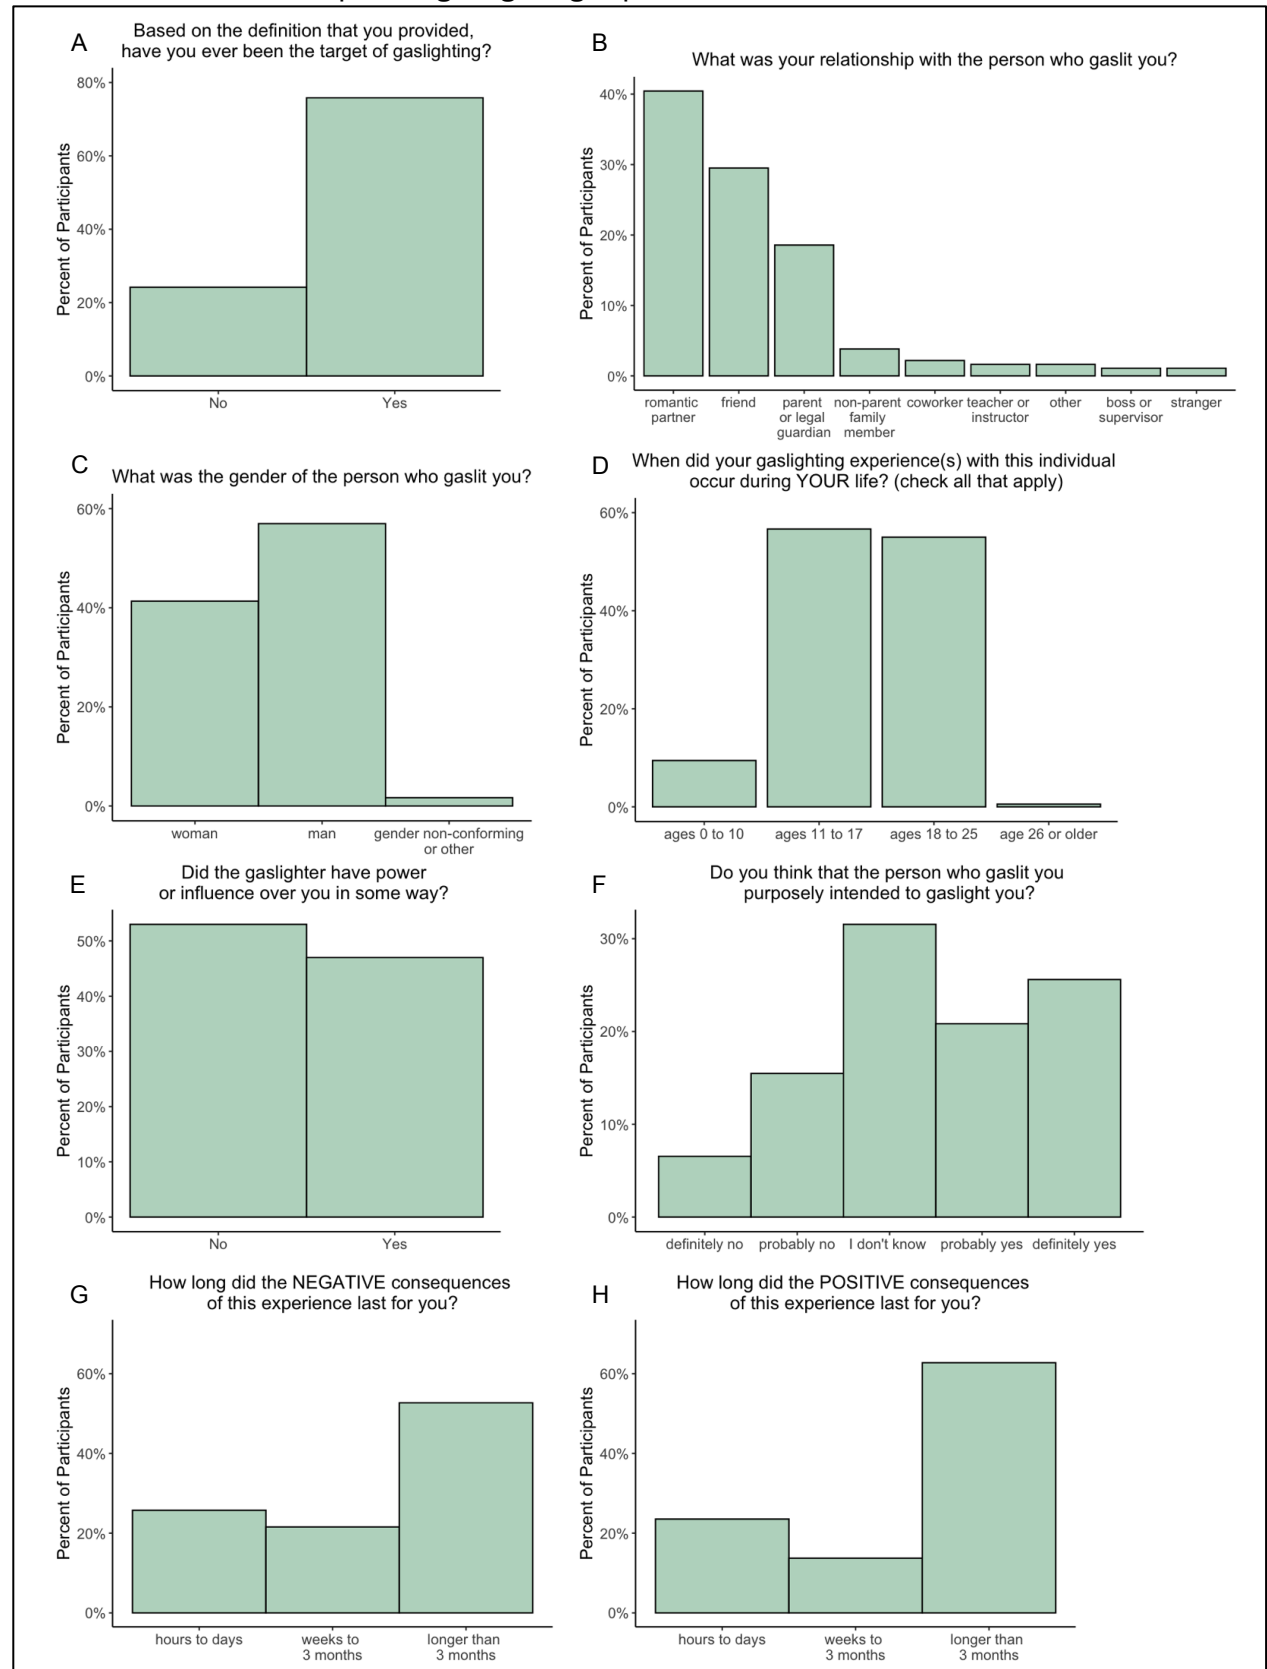 A
Based on the definition that you provided,
have you ever been the target of gaslighting?
Percent of Participants
80%
60%
40%
20%
0%
No
Yes
B
What was your relationship with the person who gaslit you?
Percent of Participants
40%
30%
20%
10%
0%
romantic
partner
friend
parent
or legal
guardian
non-parent
family
member
coworker
teacher or
instructor
other
boss or
supervisor
stranger
C
What was the gender of the person who gaslit you?
Percent of Participants
60%
40%
20%
0%
woman
man
gender non-conforming
or other
D
When did your gaslighting experience(s) with this individual
occur during YOUR life? (check all that apply)
Percent of Participants
60%
40%
20%
0%
ages 0 to 10
ages 11 to 17
ages 18 to 25
age 26 or older
E
Did the gaslighter have power
or influence over you in some way?
Percent of Participants
50%
40%
30%
20%
10%
0%
No
Yes
F
Do you think that the person who gaslit you
purposely intended to gaslight you?
Percent of Participants
30%
20%
10%
0%
definitely no
probably no
I don't know
probably yes
definitely yes
G
How long did the NEGATIVE consequences
of this experience last for you?
Percent of Participants
60%
40%
20%
0%
hours to days
weeks to
3 months
longer than
3 months
H
How long did the POSITIVE consequences
of this experience last for you?
Percent of Participants
60%
40%
20%
0%
hours to days
weeks to
3 months
longer than
3 months